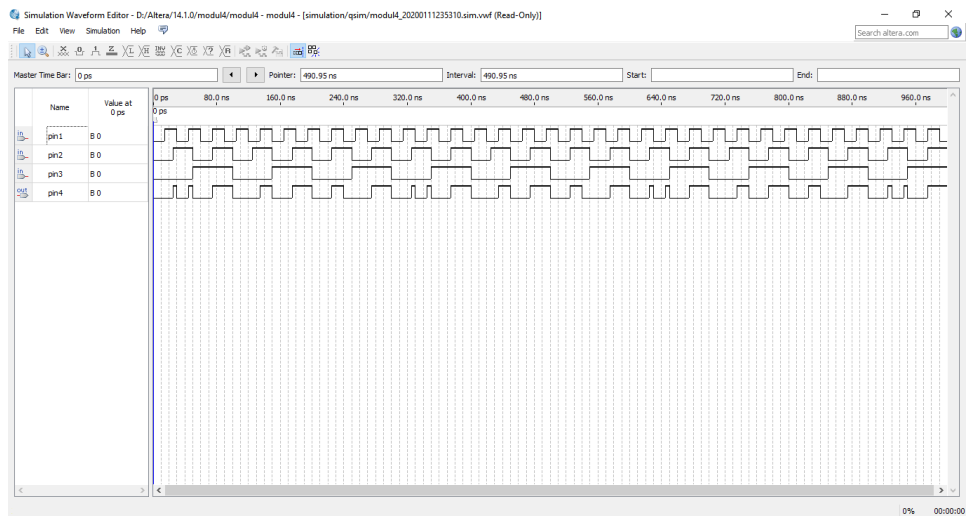 Simulation Waveform Editor - D:/Altera/14.1.0/modul4/modul4 - modul4 - [simulation/qsim/modul4_20200111235310.sim.vwf (Read-Only)]
File Edit View Simulation Help
Search altera.com
Master Time Bar: 0 ps Pointer: 490.95 ns Interval: 490.95 ns Start: End:
Name Value at 0 ps
0 ps 80.0 ns 160.0 ns 240.0 ns 320.0 ns 400.0 ns 480.0 ns 560.0 ns 640.0 ns 720.0 ns 800.0 ns 880.0 ns 960.0 ns
0 ps
in pin1 B 0
in pin2 B 0
in pin3 B 0
out pin4 B 0
0% 00:00:00